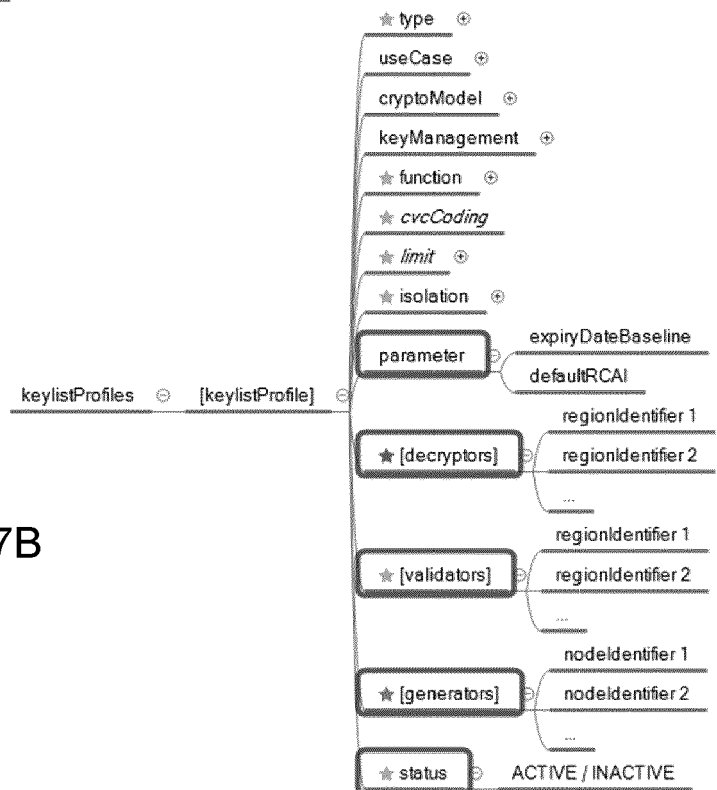 type
useCase
cryptoModel
keyManagement
function
cvcCoding
limit
isolation
parameter
expiryDateBaseline
defaultRCAI
keylistProfiles [keylistProfile]
[decryptors]
regionIdentifier 1
regionIdentifier 2
...
7B
[validators]
regionIdentifier 1
regionIdentifier 2
...
[generators]
nodeIdentifier 1
nodeIdentifier 2
...
status
ACTIVE / INACTIVE